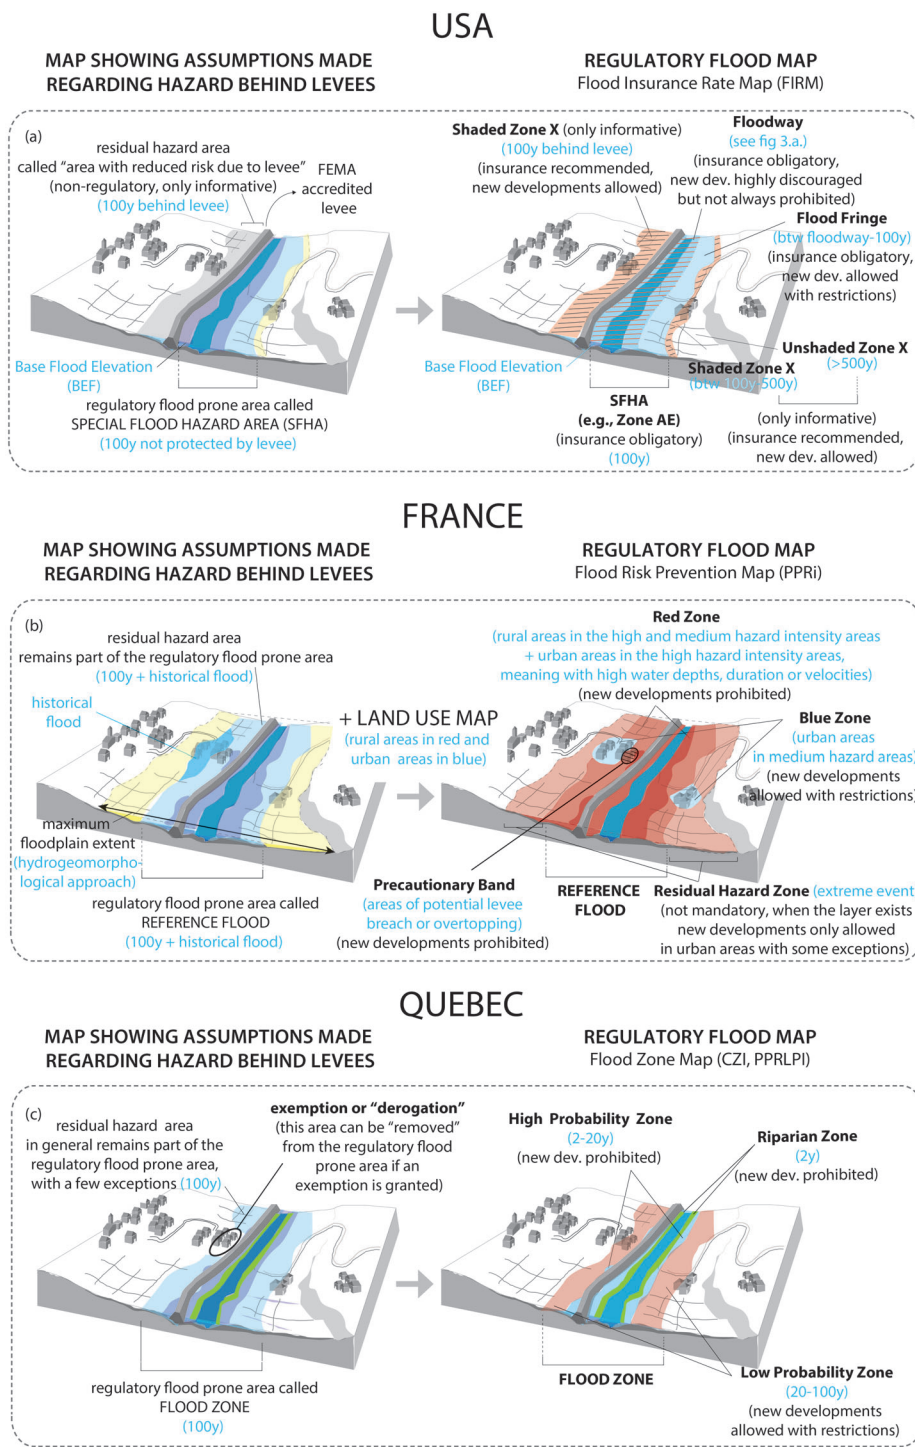 USA
MAP SHOWING ASSUMPTIONS MADE
REGARDING HAZARD BEHIND LEVEES
REGULATORY FLOOD MAP
Flood Insurance Rate Map (FIRM)
(a)
residual hazard area
called “area with reduced risk due to levee”
(non-regulatory, only informative)
(100y behind levee)
FEMA
accredited
levee
Base Flood Elevation
(BEF)
regulatory flood prone area called
SPECIAL FLOOD HAZARD AREA (SFHA)
(100y not protected by levee)
Shaded Zone X (only informative)
(100y behind levee)
(insurance recommended,
new developments allowed)
Floodway
(see fig 3.a.)
(insurance obligatory,
new dev. highly discouraged
but not always prohibited)
Flood Fringe
(btw floodway-100y)
(insurance obligatory,
new dev. allowed
with restrictions)
Base Flood Elevation
(BEF)
SFHA
(e.g., Zone AE)
(insurance obligatory)
(100y)
Shaded Zone X
(btw 100y-500y)
Unshaded Zone X
(>500y)
(only informative)
(insurance recommended,
new dev. allowed)
FRANCE
MAP SHOWING ASSUMPTIONS MADE
REGARDING HAZARD BEHIND LEVEES
REGULATORY FLOOD MAP
Flood Risk Prevention Map (PPRi)
(b)
residual hazard area
remains part of the regulatory flood prone area
(100y + historical flood)
historical
flood
maximum
floodplain extent
(hydrogeomorpho-
logical approach)
regulatory flood prone area called
REFERENCE FLOOD
(100y + historical flood)
+ LAND USE MAP
(rural areas in red and
urban areas in blue)
Red Zone
(rural areas in the high and medium hazard intensity areas
+ urban areas in the high hazard intensity areas,
meaning with high water depths, duration or velocities)
(new developments prohibited)
Blue Zone
(urban areas
in medium hazard areas)
(new developments
allowed with restrictions)
Precautionary Band
(areas of potential levee
breach or overtopping)
(new developments prohibited)
REFERENCE
FLOOD
Residual Hazard Zone (extreme event)
(not mandatory, when the layer exists
new developments only allowed
in urban areas with some exceptions)
QUEBEC
MAP SHOWING ASSUMPTIONS MADE
REGARDING HAZARD BEHIND LEVEES
REGULATORY FLOOD MAP
Flood Zone Map (CZI, PPRLPI)
(c)
residual hazard area
in general remains part of the
regulatory flood prone area,
with a few exceptions (100y)
exemption or “derogation”
(this area can be “removed”
from the regulatory flood
prone area if an
exemption is granted)
regulatory flood prone area called
FLOOD ZONE
(100y)
High Probability Zone
(2-20y)
(new dev. prohibited)
Riparian Zone
(2y)
(new dev. prohibited)
FLOOD ZONE
Low Probability Zone
(20-100y)
(new developments
allowed with restrictions)